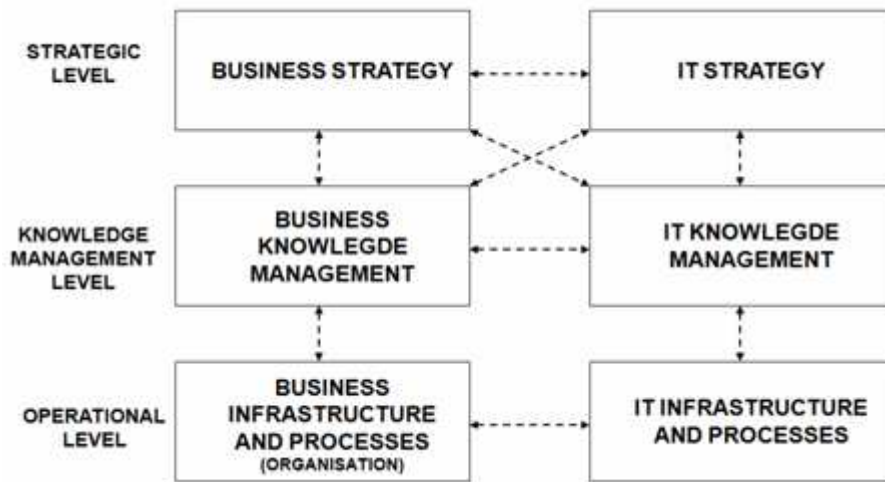 STRATEGIC
LEVEL
BUSINESS STRATEGY
IT STRATEGY
KNOWLEDGE
MANAGEMENT
LEVEL
BUSINESS
KNOWLEGDE
MANAGEMENT
IT KNOWLEGDE
MANAGEMENT
OPERATIONAL
LEVEL
BUSINESS
INFRASTRUCTURE
AND PROCESSES
(ORGANISATION)
IT INFRASTRUCTURE
AND PROCESSES